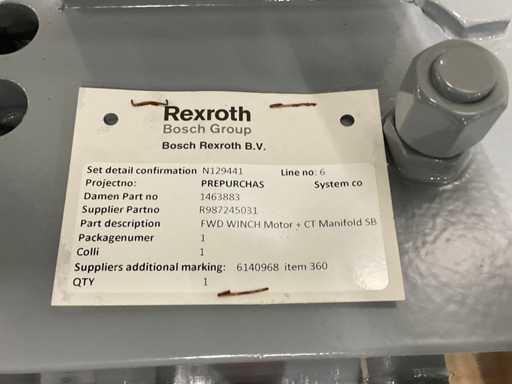 Rexroth
Bosch Group
Bosch Rexroth B.V.
Set detail confirmation N129441 Line no: 6
Projectno: PREPURCHAS System co
Damen Part no 1463883
Supplier Partno R987245031
Part description FWD WINCH Motor + CT Manifold SB
Packagenumer 1
Colli 1
Suppliers additional marking: 6140968 item 360
QTY 1